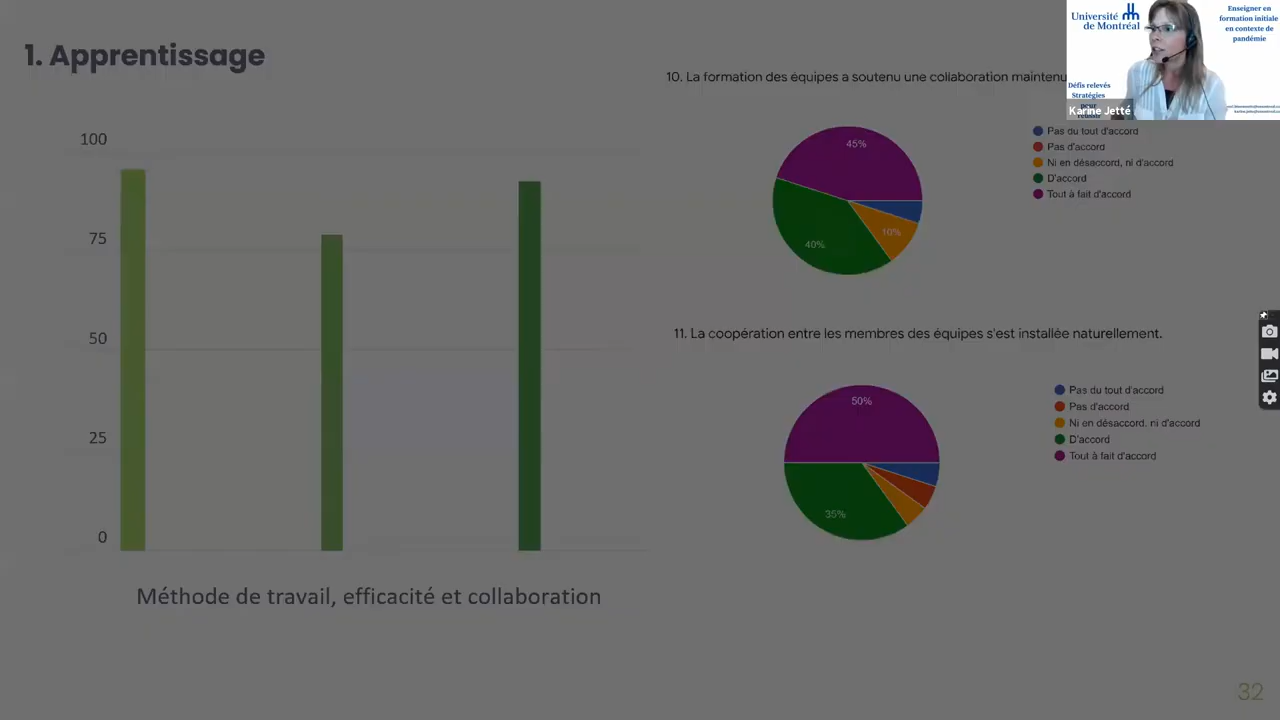 1. Apprentissage
100
75
50
25
0
Méthode de travail, efficacité et collaboration
10. La formation des équipes a soutenu une collaboration maintenu
45%
10%
40%
Pas du tout d'accord
Pas d'accord
Ni en désaccord, ni d'accord
D'accord
Tout à fait d'accord
11. La coopération entre les membres des équipes s'est installée naturellement.
50%
35%
Pas du tout d'accord
Pas d'accord
Ni en désaccord, ni d'accord
D'accord
Tout à fait d'accord
Université
de Montréal
Enseigner en
formation initiale
en contexte de
pandémie
Défis relevés
Stratégies
pour
réussir
Karine Jetté
32